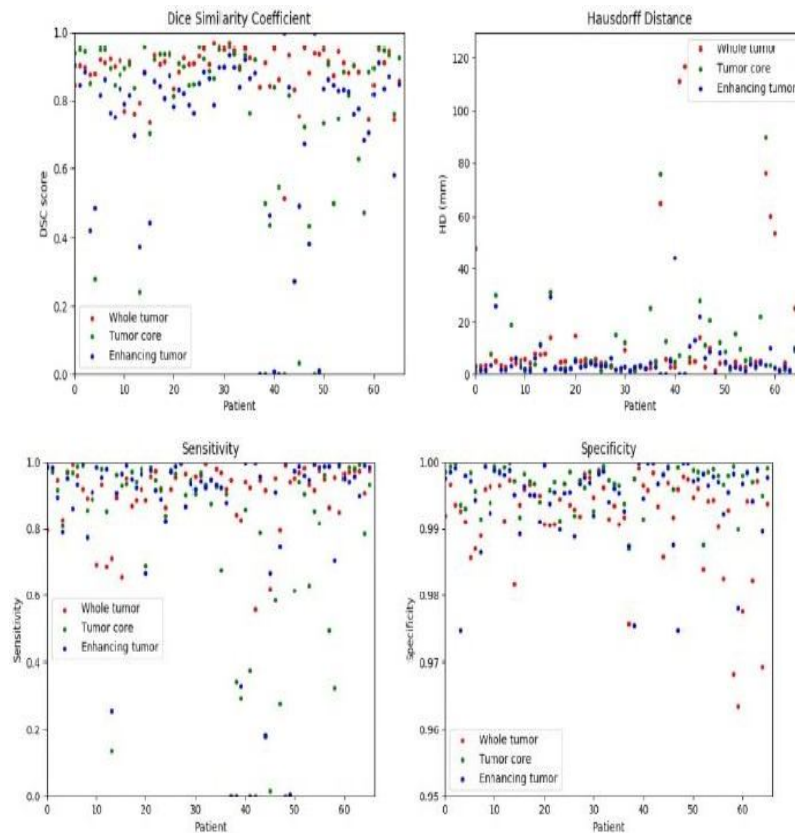 Dice Similarity Coefficient
1.0
0.8
0.6
0.4
0.2
0.0
DSC score
Whole tumor
Tumor core
Enhancing tumor
0 10 20 30 40 50 60
Patient
Hausdorff Distance
120
100
80
60
40
20
0
HD (mm)
Whole tumor
Tumor core
Enhancing tumor
0 10 20 30 40 50 60
Patient
Sensitivity
1.0
0.8
0.6
0.4
0.2
0.0
Sensitivity
Whole tumor
Tumor core
Enhancing tumor
0 10 20 30 40 50 60
Patient
Specificity
1.00
0.99
0.98
0.97
0.96
0.95
Specificity
Whole tumor
Tumor core
Enhancing tumor
0 10 20 30 40 50 60
Patient